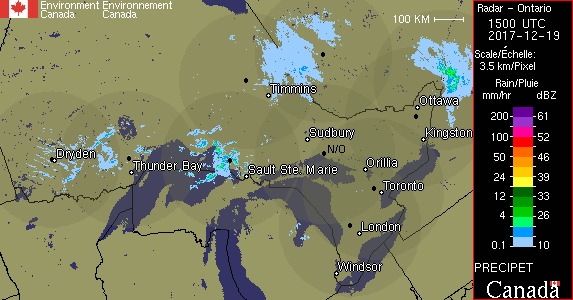 Environment Environnement
Canada Canada
100 KM
Radar - Ontario
1500 UTC
2017-12-19
Scale/Échelle:
3.5 km/Pixel
Rain/Pluie
mm/hr dBZ
200 61
100 52
50 46
24 39
12 33
4 26
0.1 10
PRECIPET
Canada
Timmins
Ottawa
Sudbury
Kingston
N/O
Dryden
Thunder Bay
Sault Ste. Marie
Orillia
Toronto
London
Windsor